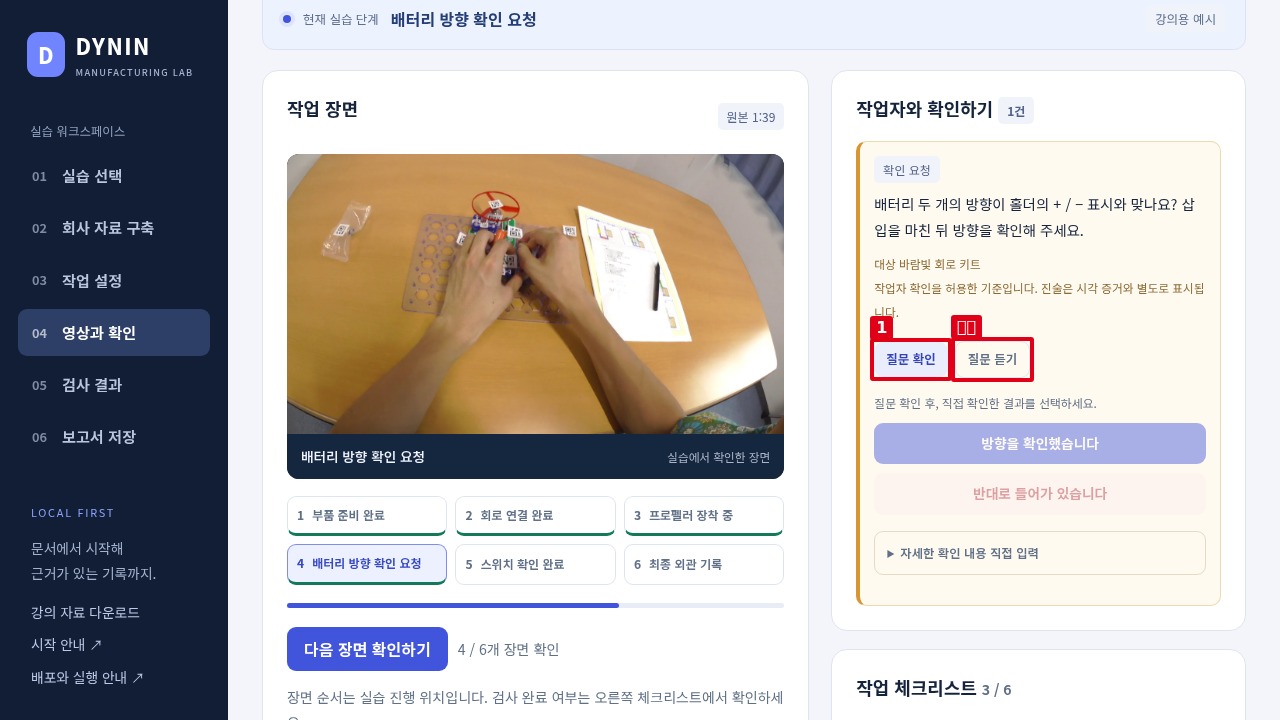 D
DYNIN
MANUFACTURING LAB
실습 워크스페이스
01 실습 선택
02 회사 자료 구축
03 작업 설정
04 영상과 확인
05 검사 결과
06 보고서 저장
LOCAL FIRST
문서에서 시작해
근거가 있는 기록까지.
강의 자료 다운로드
시작 안내 ↗
배포와 실행 안내 ↗
현재 실습 단계 배터리 방향 확인 요청
강의용 예시
작업 장면
원본 1:39
배터리 방향 확인 요청
실습에서 확인한 장면
1 부품 준비 완료
2 회로 연결 완료
3 프로펠러 장착 중
4 배터리 방향 확인 요청
5 스위치 확인 완료
6 최종 외관 기록
다음 장면 확인하기
4 / 6개 장면 확인
장면 순서는 실습 진행 위치입니다. 검사 완료 여부는 오른쪽 체크리스트에서 확인하세
작업자와 확인하기 1건
확인 요청
배터리 두 개의 방향이 홀더의 + / − 표시와 맞나요? 삽
입을 마친 뒤 방향을 확인해 주세요.
대상 바람빛 회로 키트
작업자 확인을 허용한 기준입니다. 진술은 시각 증거와 별도로 표시됩
니다.
1
질문 확인
질문 듣기
질문 확인 후, 직접 확인한 결과를 선택하세요.
방향을 확인했습니다
반대로 들어가 있습니다
▸ 자세한 확인 내용 직접 입력
작업 체크리스트 3 / 6